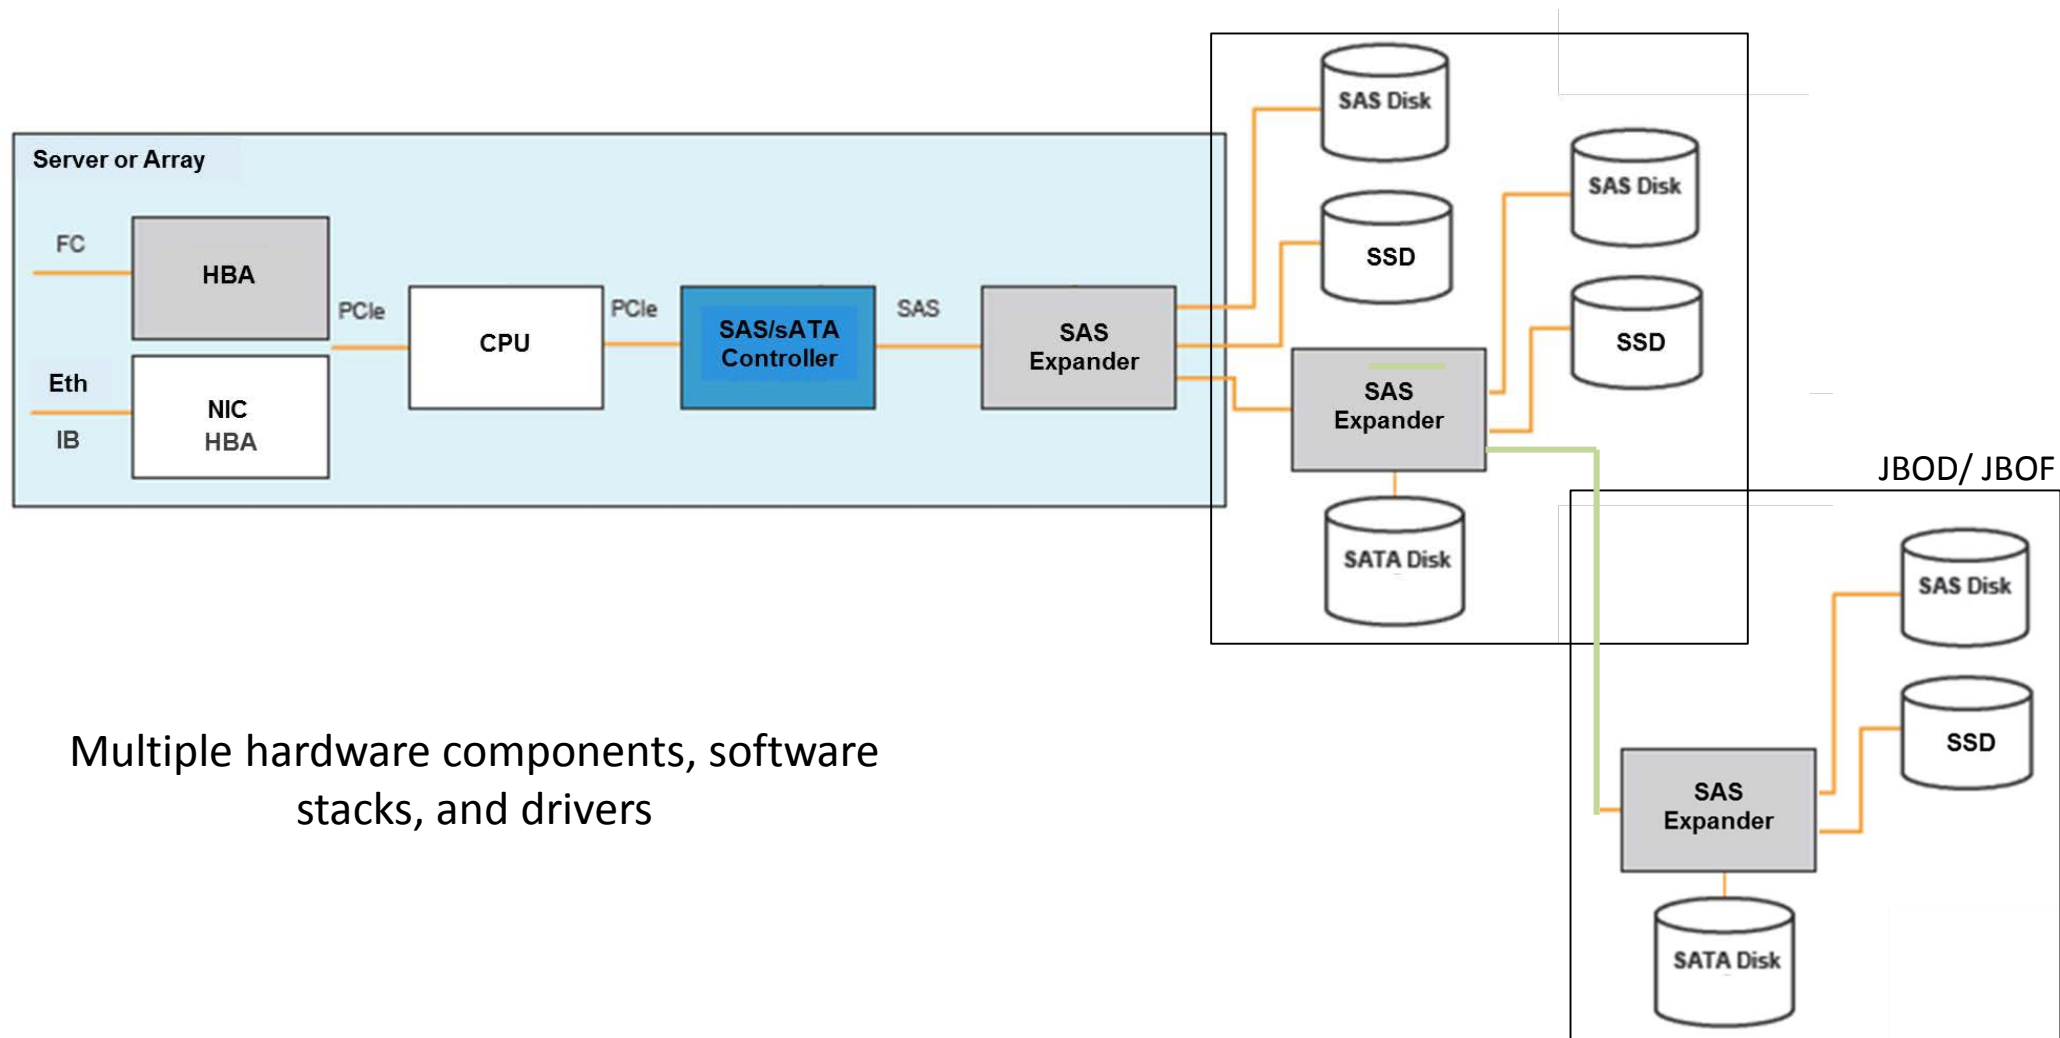 Server or Array
FC
HBA
PCIe
Eth
IB
NIC
HBA
CPU
PCIe
SAS/sATA
Controller
SAS
SAS
Expander
SAS Disk
SSD
SAS
Expander
SATA Disk
SAS Disk
SSD
JBOD/ JBOF
SAS Disk
SSD
SAS
Expander
SATA Disk
Multiple hardware components, software
stacks, and drivers